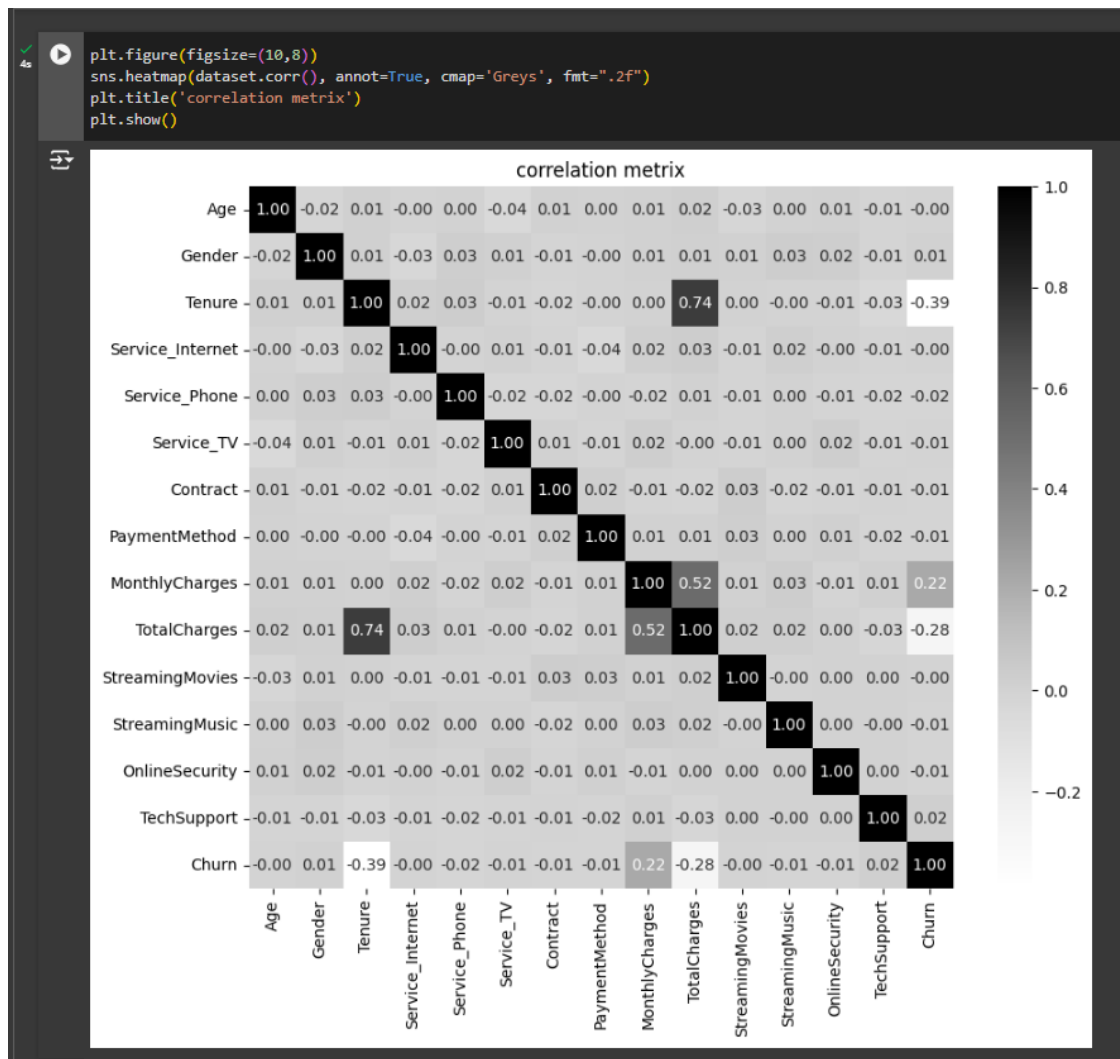 4s
plt.figure(figsize=(10,8))
sns.heatmap(dataset.corr(), annot=True, cmap='Greys', fmt=".2f")
plt.title('correlation metrix')
plt.show()
correlation metrix
Age 1.00 -0.02 0.01 -0.00 0.00 -0.04 0.01 0.00 0.01 0.02 -0.03 0.00 0.01 -0.01 -0.00
Gender -0.02 1.00 0.01 -0.03 0.03 0.01 -0.01 -0.00 0.01 0.01 0.01 0.03 0.02 -0.01 0.01
Tenure 0.01 0.01 1.00 0.02 0.03 -0.01 -0.02 -0.00 0.00 0.74 0.00 -0.00 -0.01 -0.03 -0.39
Service_Internet -0.00 -0.03 0.02 1.00 -0.00 0.01 -0.01 -0.04 0.02 0.03 -0.01 0.02 -0.00 -0.01 -0.00
Service_Phone 0.00 0.03 0.03 -0.00 1.00 -0.02 -0.02 -0.00 -0.02 0.01 -0.01 0.00 -0.01 -0.02 -0.02
Service_TV -0.04 0.01 -0.01 0.01 -0.02 1.00 0.01 -0.01 0.02 -0.00 -0.01 0.00 0.02 -0.01 -0.01
Contract 0.01 -0.01 -0.02 -0.01 -0.02 0.01 1.00 0.02 -0.01 -0.02 0.03 -0.02 -0.01 -0.01 -0.01
PaymentMethod 0.00 -0.00 -0.00 -0.04 -0.00 -0.01 0.02 1.00 0.01 0.01 0.03 0.00 0.01 -0.02 -0.01
MonthlyCharges 0.01 0.01 0.00 0.02 -0.02 0.02 -0.01 0.01 1.00 0.52 0.01 0.03 -0.01 0.01 0.22
TotalCharges 0.02 0.01 0.74 0.03 0.01 -0.00 -0.02 0.01 0.52 1.00 0.02 0.02 0.00 -0.03 -0.28
StreamingMovies -0.03 0.01 0.00 -0.01 -0.01 -0.01 0.03 0.03 0.01 0.02 1.00 -0.00 0.00 0.00 -0.00
StreamingMusic 0.00 0.03 -0.00 0.02 0.00 0.00 -0.02 0.00 0.03 0.02 -0.00 1.00 0.00 -0.00 -0.01
OnlineSecurity 0.01 0.02 -0.01 -0.00 -0.01 0.02 -0.01 0.01 -0.01 0.00 0.00 0.00 1.00 0.00 -0.01
TechSupport -0.01 -0.01 -0.03 -0.01 -0.02 -0.01 -0.01 -0.02 0.01 -0.03 0.00 -0.00 0.00 1.00 0.02
Churn -0.00 0.01 -0.39 -0.00 -0.02 -0.01 -0.01 -0.01 0.22 -0.28 -0.00 -0.01 -0.01 0.02 1.00
Age
Gender
Tenure
Service_Internet
Service_Phone
Service_TV
Contract
PaymentMethod
MonthlyCharges
TotalCharges
StreamingMovies
StreamingMusic
OnlineSecurity
TechSupport
Churn
1.0
0.8
0.6
0.4
0.2
0.0
−0.2